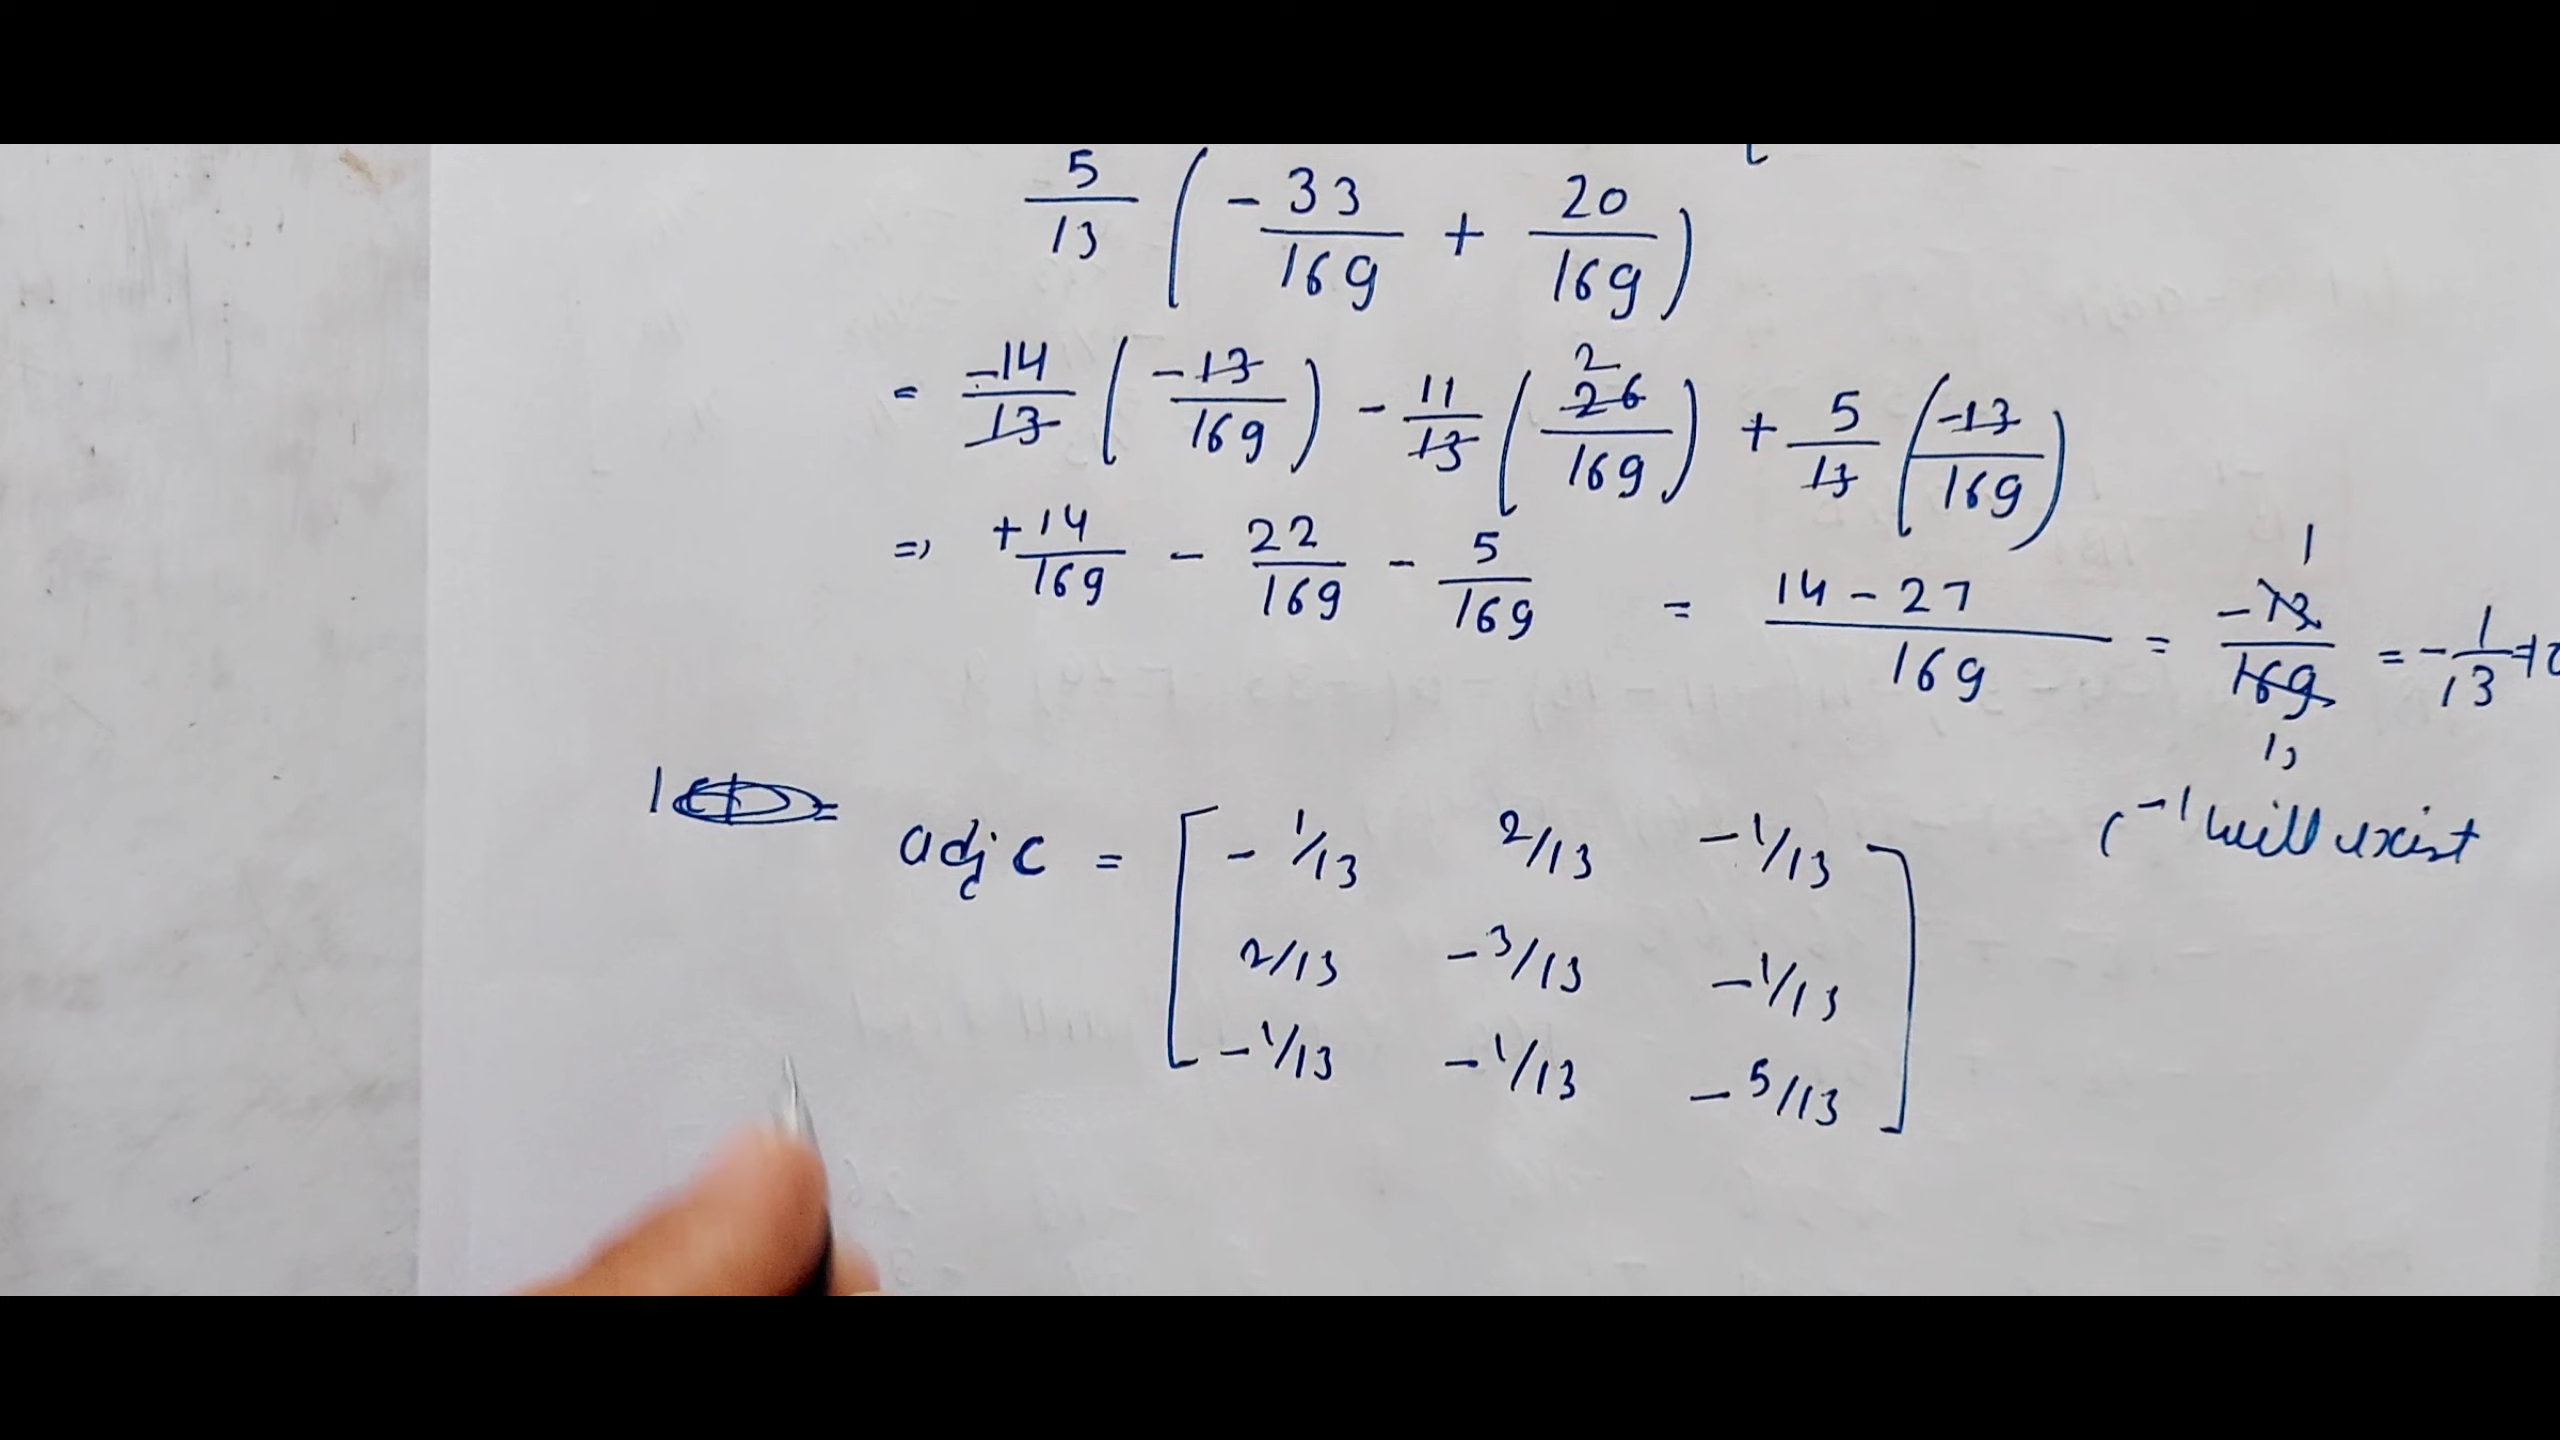 5/13 ( - 33/169 + 20/169 )
= -14/13 ( -13/169 ) - 11/13 ( 2 26/169 ) + 5/13 ( -13/169 )
=> +14/169 - 22/169 - 5/169 = 14 - 27/169 = 1 -13/169 13 = - 1/13 ≠
adj C = [ - 1/13 2/13 - 1/13 C⁻¹ will exist
2/13 - 3/13 - 1/13
- 1/13 - 1/13 - 5/13 ]